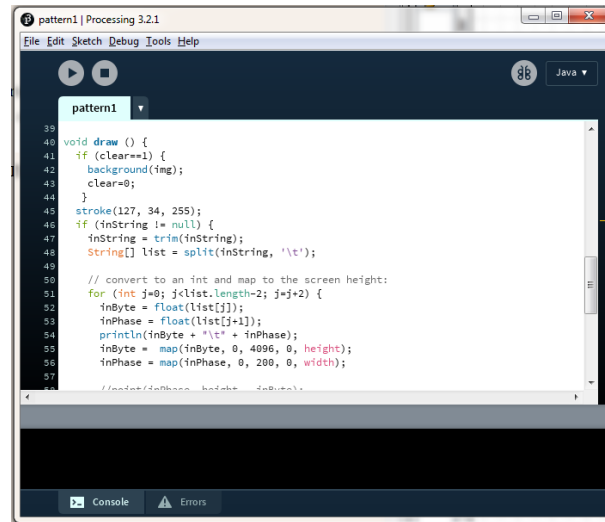 pattern1 | Processing 3.2.1
File Edit Sketch Debug Tools Help
Java ▼
pattern1 ▼
39
40 void draw () {
41   if (clear==1) {
42     background(img);
43     clear=0;
44    }
45   stroke(127, 34, 255);
46   if (inString != null) {
47     inString = trim(inString);
48     String[] list = split(inString, '\t');
49
50     // convert to an int and map to the screen height:
51     for (int j=0; j<list.length-2; j=j+2) {
52       inByte = float(list[j]);
53       inPhase = float(list[j+1]);
54       println(inByte + "\t" + inPhase);
55       inByte =  map(inByte, 0, 4096, 0, height);
56       inPhase = map(inPhase, 0, 200, 0, width);
57
58       //point(inPhase, height - inByte);
Console
Errors